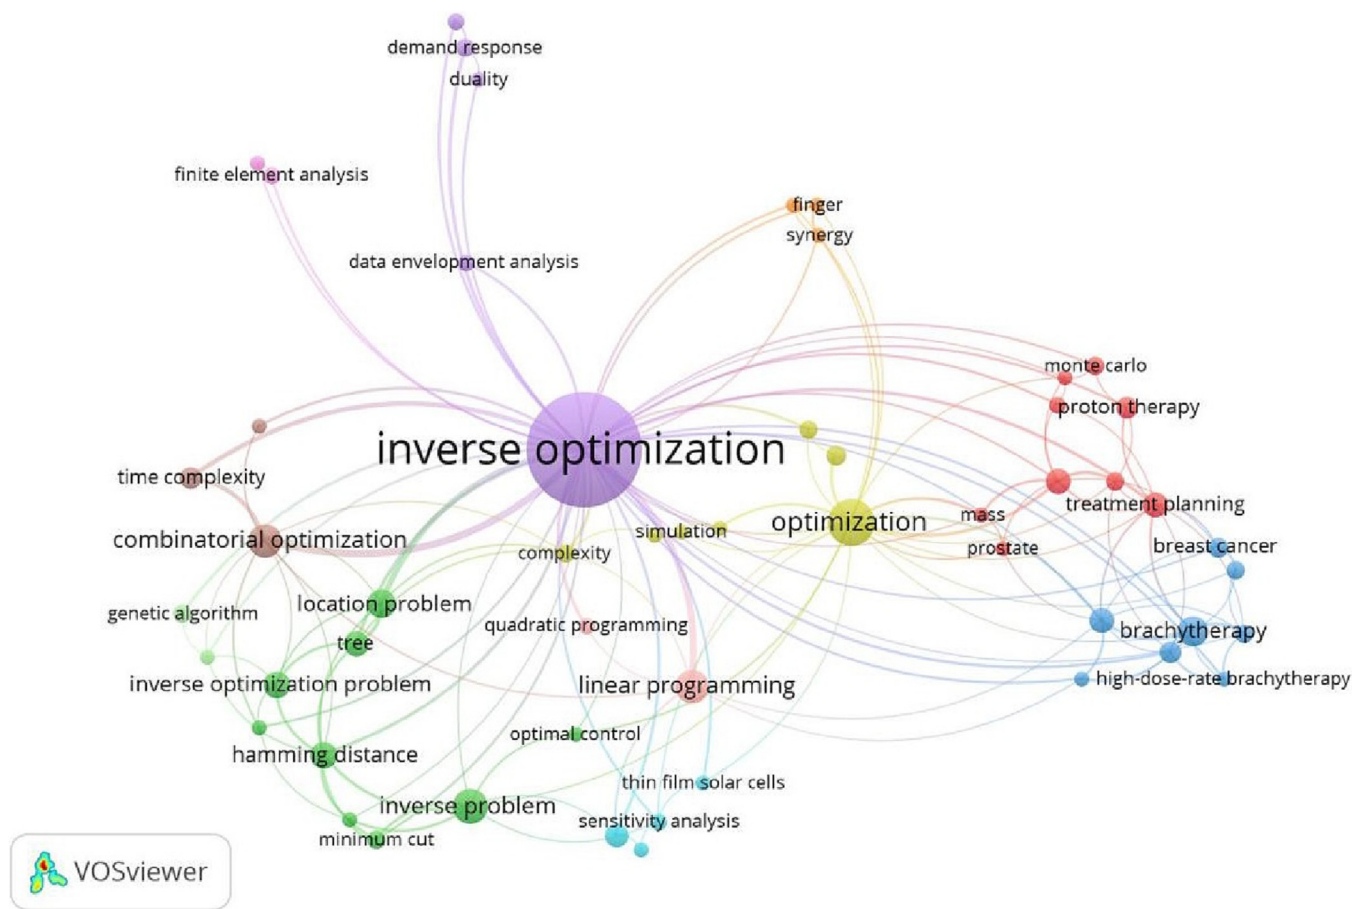 demand response
duality
finite element analysis
finger
synergy
data envelopment analysis
monte carlo
proton therapy
inverse optimization
time complexity
treatment planning
mass
optimization
simulation
combinatorial optimization
complexity
prostate
breast cancer
genetic algorithm
location problem
quadratic programming
tree
brachytherapy
inverse optimization problem
linear programming
high-dose-rate brachytherapy
hamming distance
optimal control
thin film solar cells
inverse problem
sensitivity analysis
minimum cut
VOSviewer